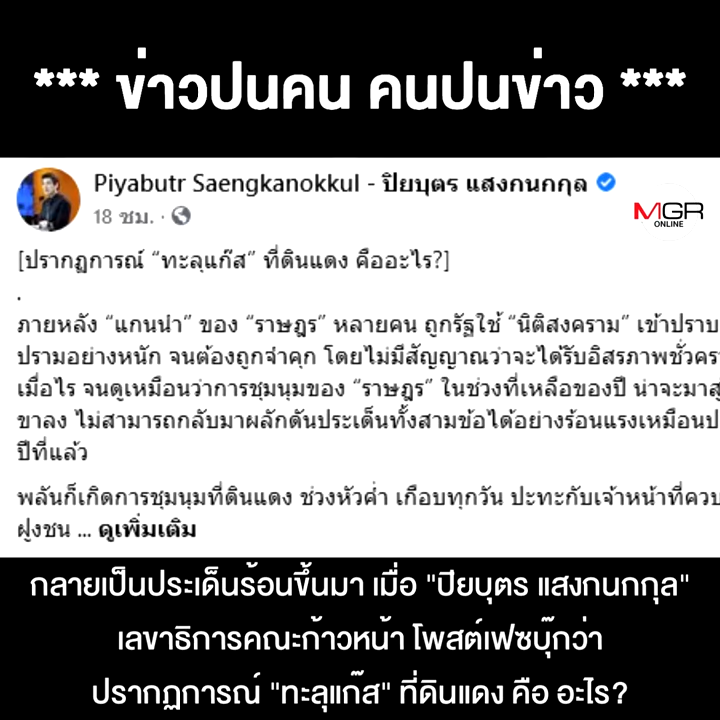 *** ข่าวปนคน คนปนข่าว ***
Piyabutr Saengkanokkul - ปิยบุตร แสงกนกกุล
18 ชม.
MGR
ONLINE
[ปรากฏการณ์ “ทะลุแก๊ส” ที่ดินแดง คืออะไร?]
.
ภายหลัง “แกนนำ” ของ “ราษฎร” หลายคน ถูกรัฐใช้ “นิติสงคราม” เข้าปราบ
ปรามอย่างหนัก จนต้องถูกจำคุก โดยไม่มีสัญญาณว่าจะได้รับอิสรภาพชั่วครา
เมื่อไร จนดูเหมือนว่าการชุมนุมของ “ราษฎร” ในช่วงที่เหลือของปี น่าจะมาสู
ขาลง ไม่สามารถกลับมาผลักดันประเด็นทั้งสามข้อได้อย่างร้อนแรงเหมือนป
ปีที่แล้ว
พลันก็เกิดการชุมนุมที่ดินแดง ช่วงหัวค่ำ เกือบทุกวัน ปะทะกับเจ้าหน้าที่ควบ
ฝูงชน ... ดูเพิ่มเติม
กลายเป็นประเด็นร้อนขึ้นมา เมื่อ "ปิยบุตร แสงกนกกุล"
เลขาธิการคณะก้าวหน้า โพสต์เฟซบุ๊กว่า
ปรากฏการณ์ "ทะลุแก๊ส" ที่ดินแดง คือ อะไร?